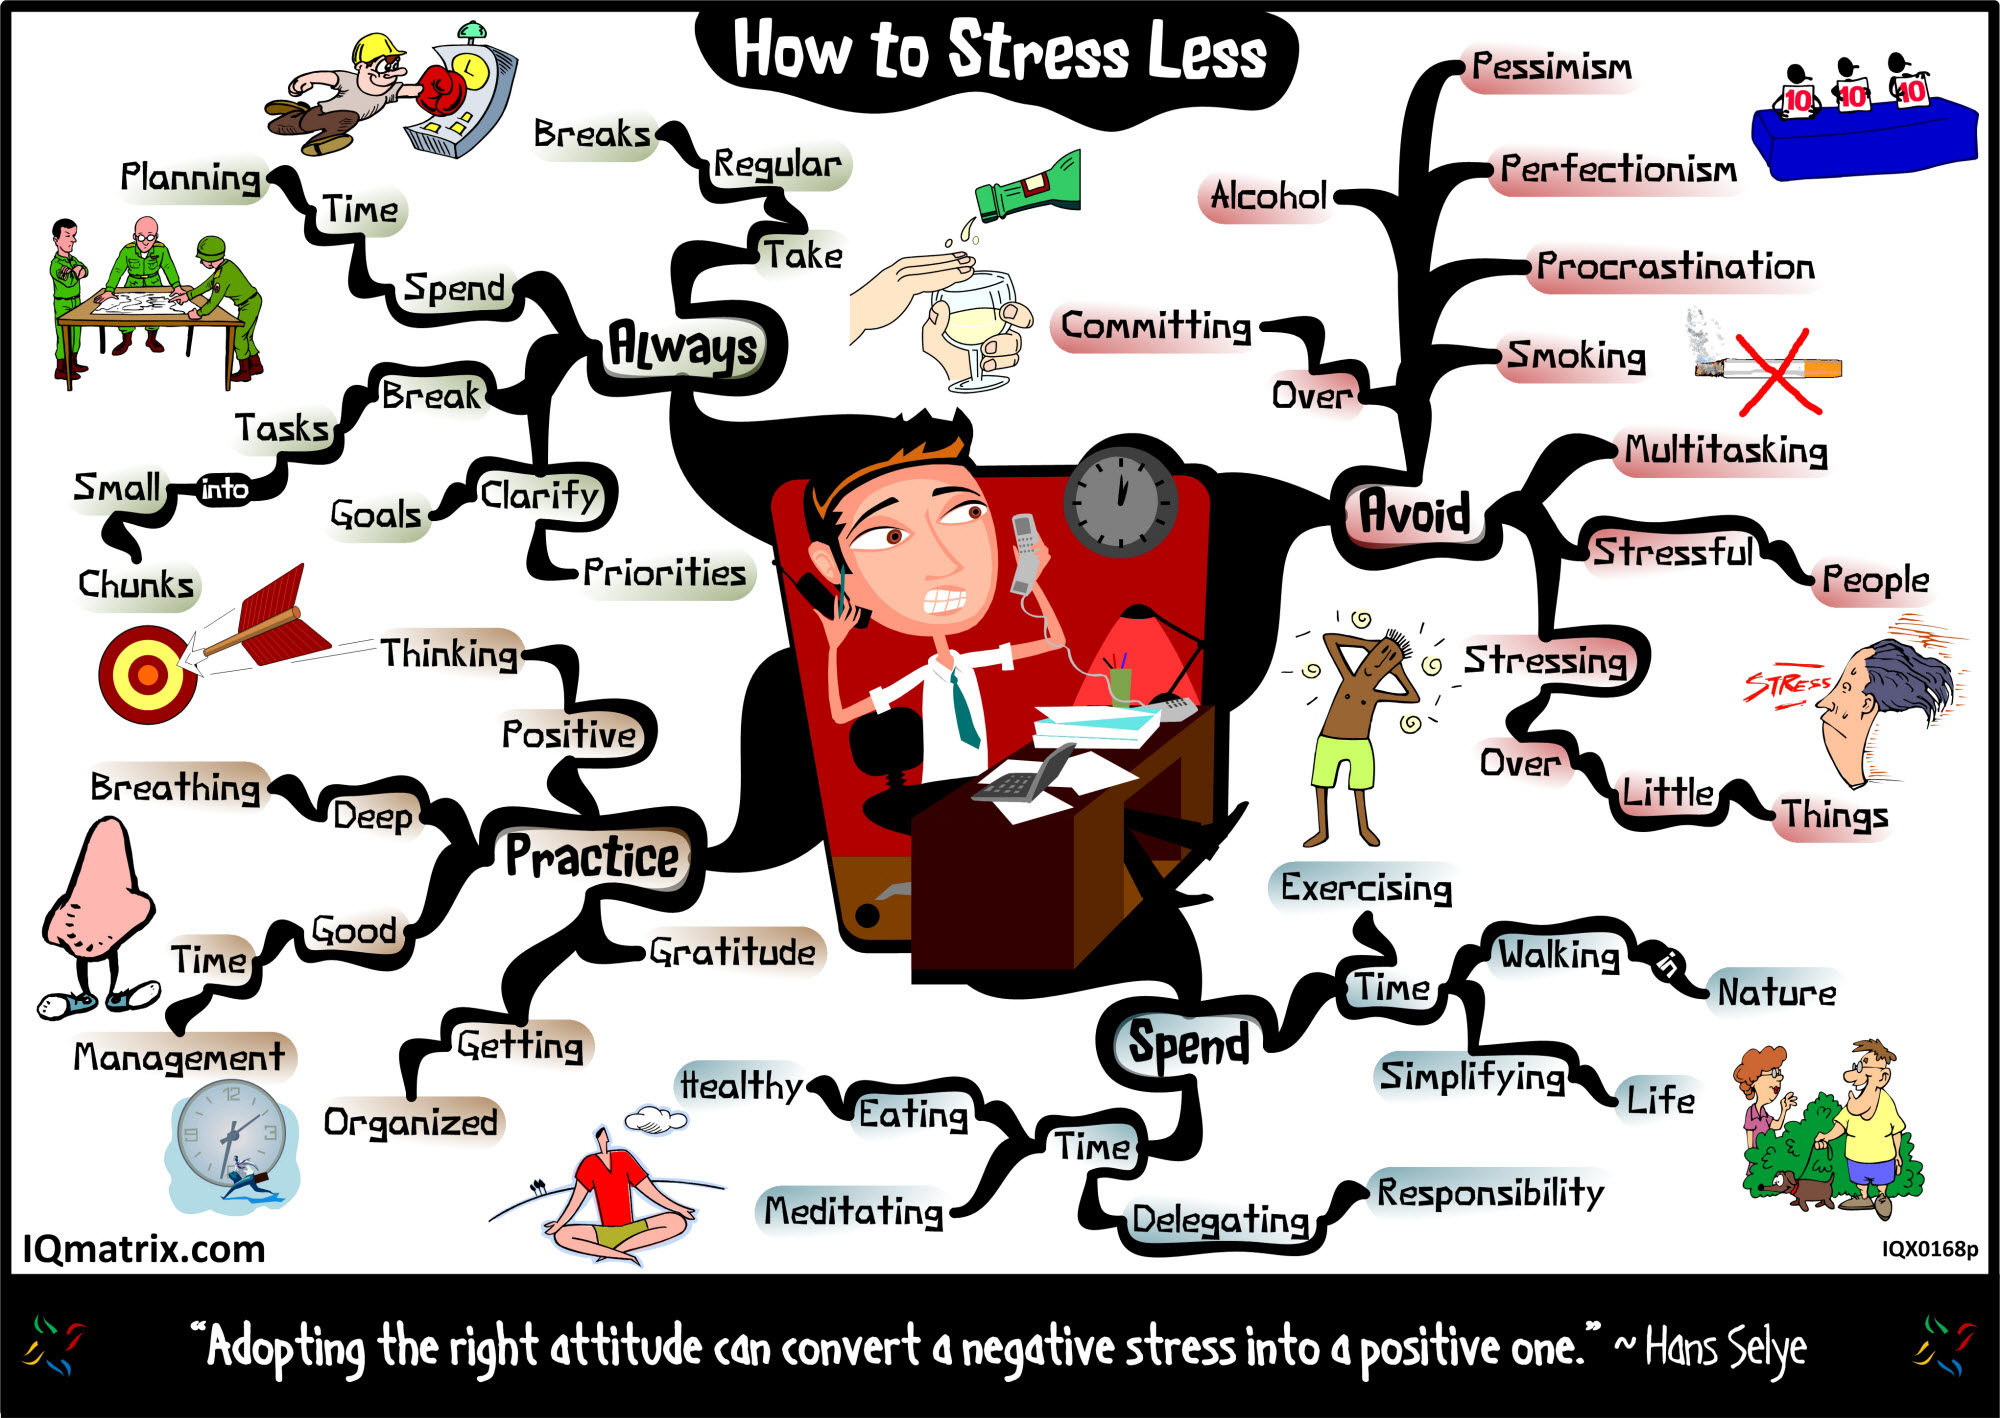 How to Stress Less
Always
Take
Regular
Breaks
Spend
Time
Planning
Break
Tasks
into
Small
Chunks
Clarify
Goals
Priorities
Avoid
Pessimism
Perfectionism
10
10
10
Alcohol
Procrastination
Committing
Over
Smoking
Multitasking
Stressful
People
Stressing
Over
Little
Things
STRESS
Practice
Thinking
Positive
Breathing
Deep
Good
Time
Management
12
3
9
Gratitude
Getting
Organized
Spend
Time
Exercising
Walking
in
Nature
Simplifying
Life
Time
Eating
Healthy
Meditating
Delegating
Responsibility
IQmatrix.com
IQX0168p
“Adopting the right attitude can convert a negative stress into a positive one.” ~ Hans Selye